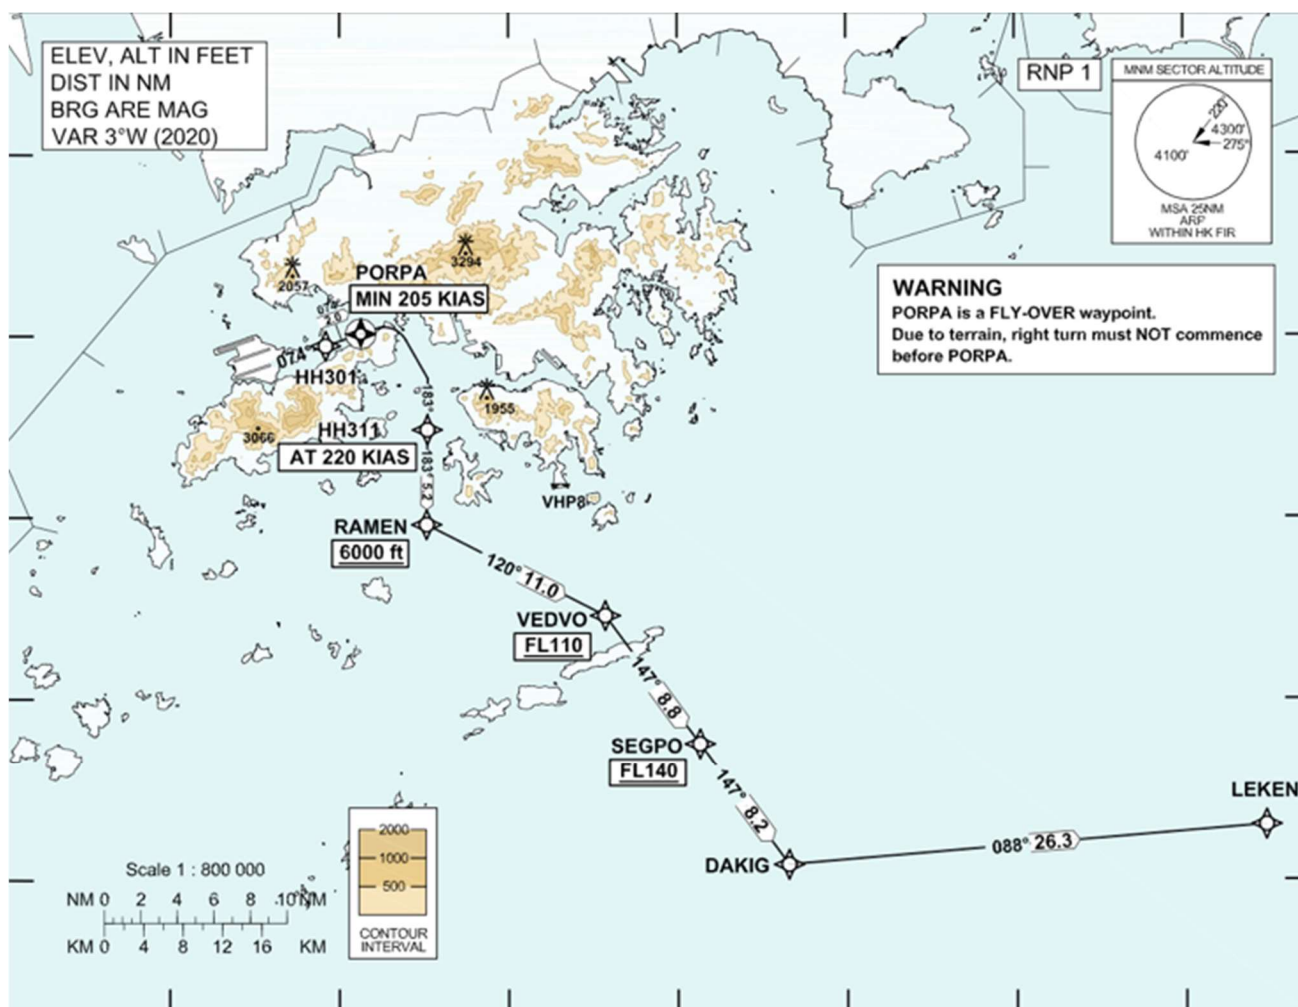 ELEV, ALT IN FEET
DIST IN NM
BRG ARE MAG
VAR 3°W (2020)
RNP 1
MNM SECTOR ALTITUDE
220°
4300'
275°
4100'
MSA 25NM
ARP
WITHIN HK FIR
WARNING
PORPA is a FLY-OVER waypoint.
Due to terrain, right turn must NOT commence
before PORPA.
3294
2057
PORPA
MIN 205 KIAS
074°
2.0
074°
HH301
183°
1955
3066
HH311
AT 220 KIAS
183° 5.2
VHP8
RAMEN
6000 ft
120° 11.0
VEDVO
FL110
147° 8.8
SEGPO
FL140
147° 8.2
DAKIG
088° 26.3
LEKEN
2000
1000
500
CONTOUR
INTERVAL
Scale 1 : 800 000
NM 0 2 4 6 8 10 NM
KM 0 4 8 12 16 KM